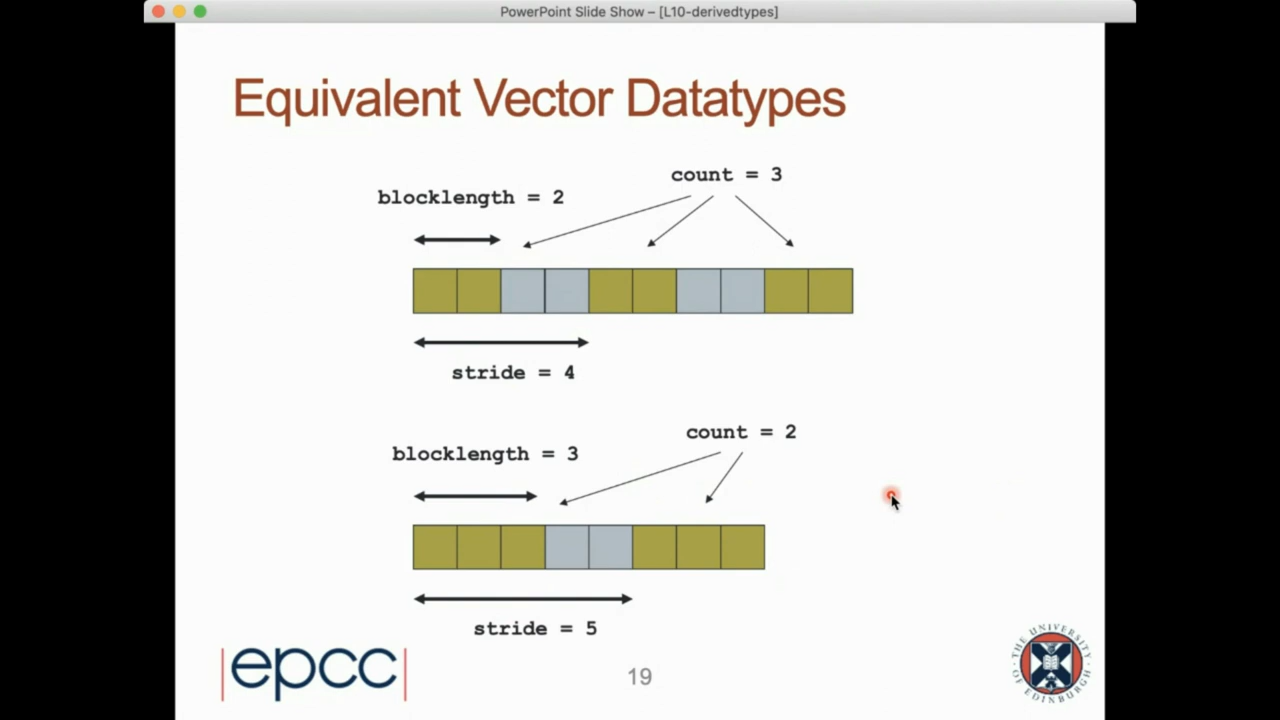 PowerPoint Slide Show – [L10-derivedtypes]
Equivalent Vector Datatypes
count = 3
blocklength = 2
stride = 4
count = 2
blocklength = 3
stride = 5
|epcc|
19
THE UNIVERSITY OF EDINBURGH